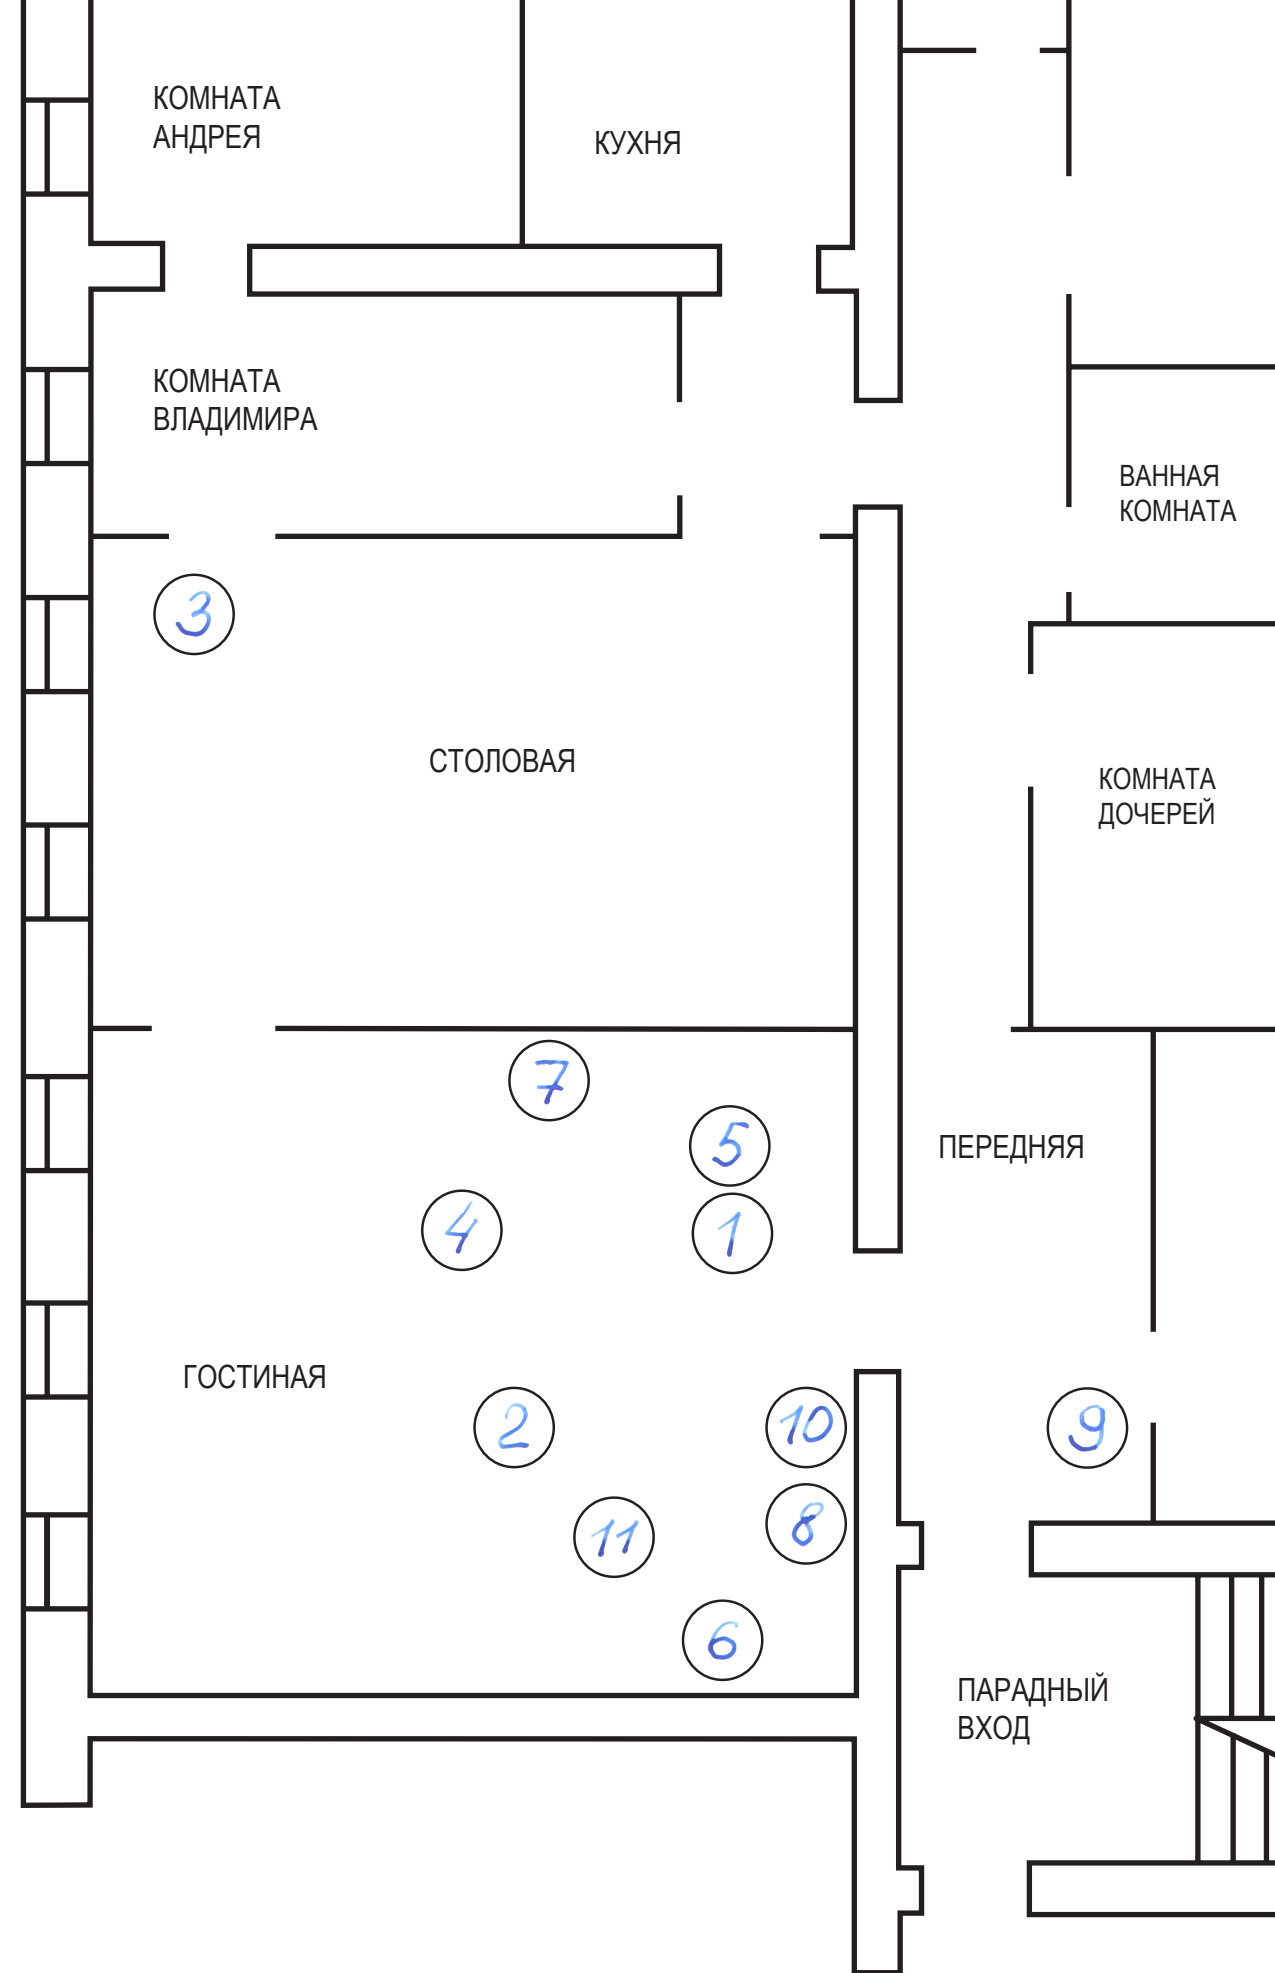 КОМНАТА
АНДРЕЯ
КУХНЯ
КОМНАТА
ВЛАДИМИРА
ВАННАЯ
КОМНАТА
3
СТОЛОВАЯ
КОМНАТА
ДОЧЕРЕЙ
7
5
ПЕРЕДНЯЯ
4
1
ГОСТИНАЯ
2
10
9
11
8
6
ПАРАДНЫЙ
ВХОД